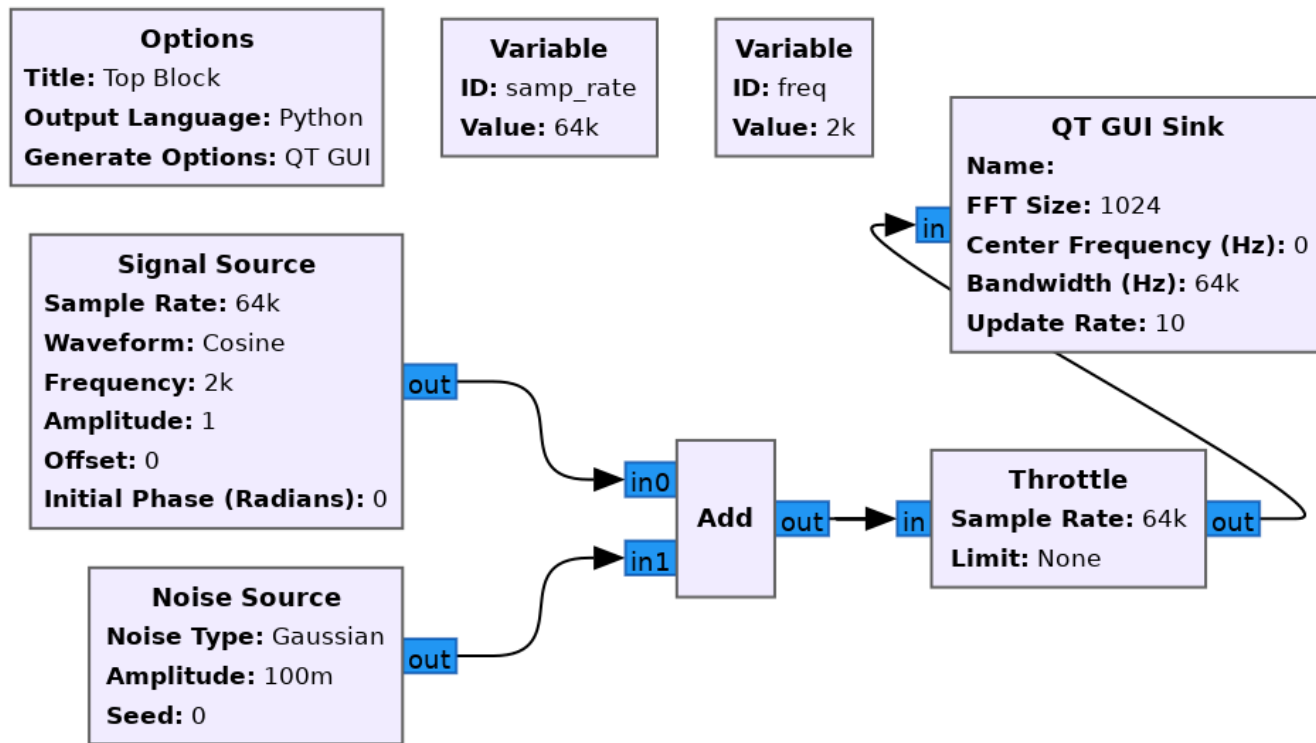 Options
Title: Top Block
Output Language: Python
Generate Options: QT GUI
Variable
ID: samp_rate
Value: 64k
Variable
ID: freq
Value: 2k
QT GUI Sink
Name:
FFT Size: 1024
Center Frequency (Hz): 0
Bandwidth (Hz): 64k
Update Rate: 10
in
Signal Source
Sample Rate: 64k
Waveform: Cosine
Frequency: 2k
Amplitude: 1
Offset: 0
Initial Phase (Radians): 0
out
Noise Source
Noise Type: Gaussian
Amplitude: 100m
Seed: 0
out
in0
in1
Add
out
in
Throttle
Sample Rate: 64k
Limit: None
out